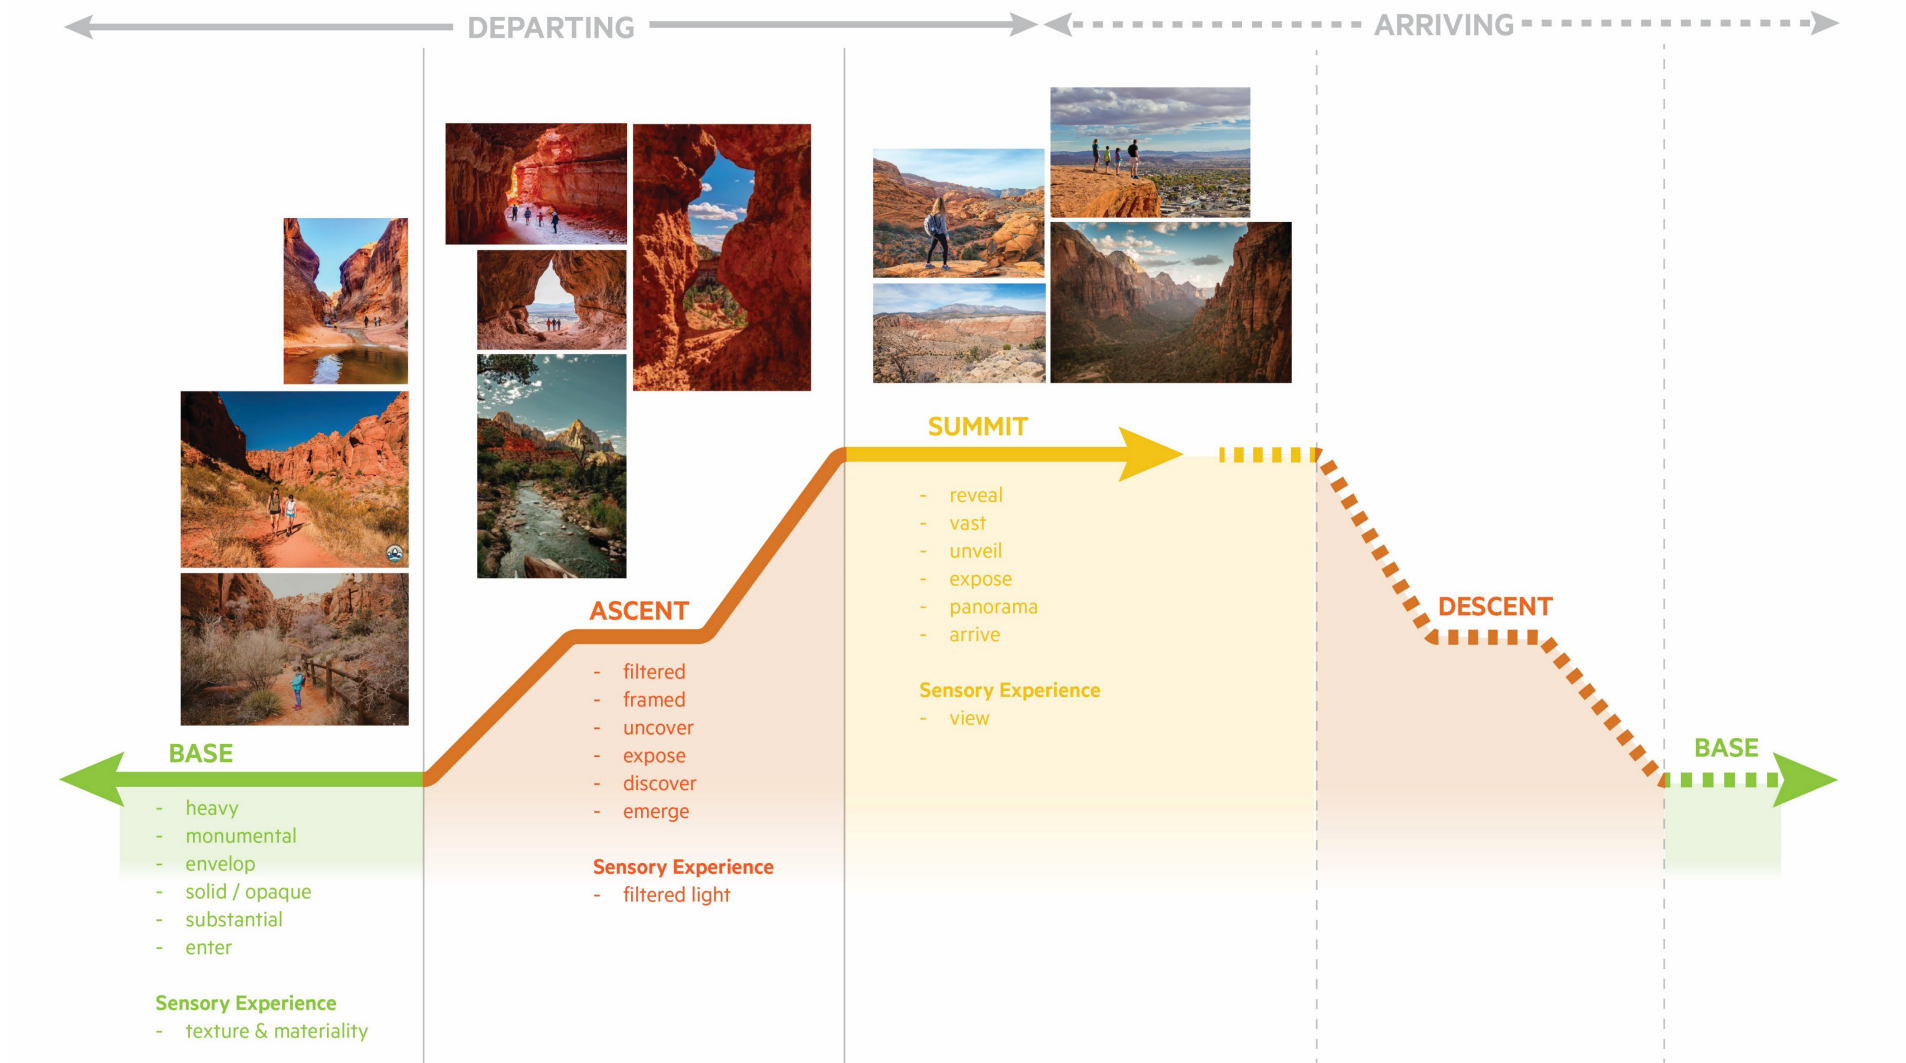 DEPARTING
ARRIVING
BASE
- heavy
- monumental
- envelop
- solid / opaque
- substantial
- enter
Sensory Experience
- texture & materiality
ASCENT
- filtered
- framed
- uncover
- expose
- discover
- emerge
Sensory Experience
- filtered light
SUMMIT
- reveal
- vast
- unveil
- expose
- panorama
- arrive
Sensory Experience
- view
DESCENT
BASE